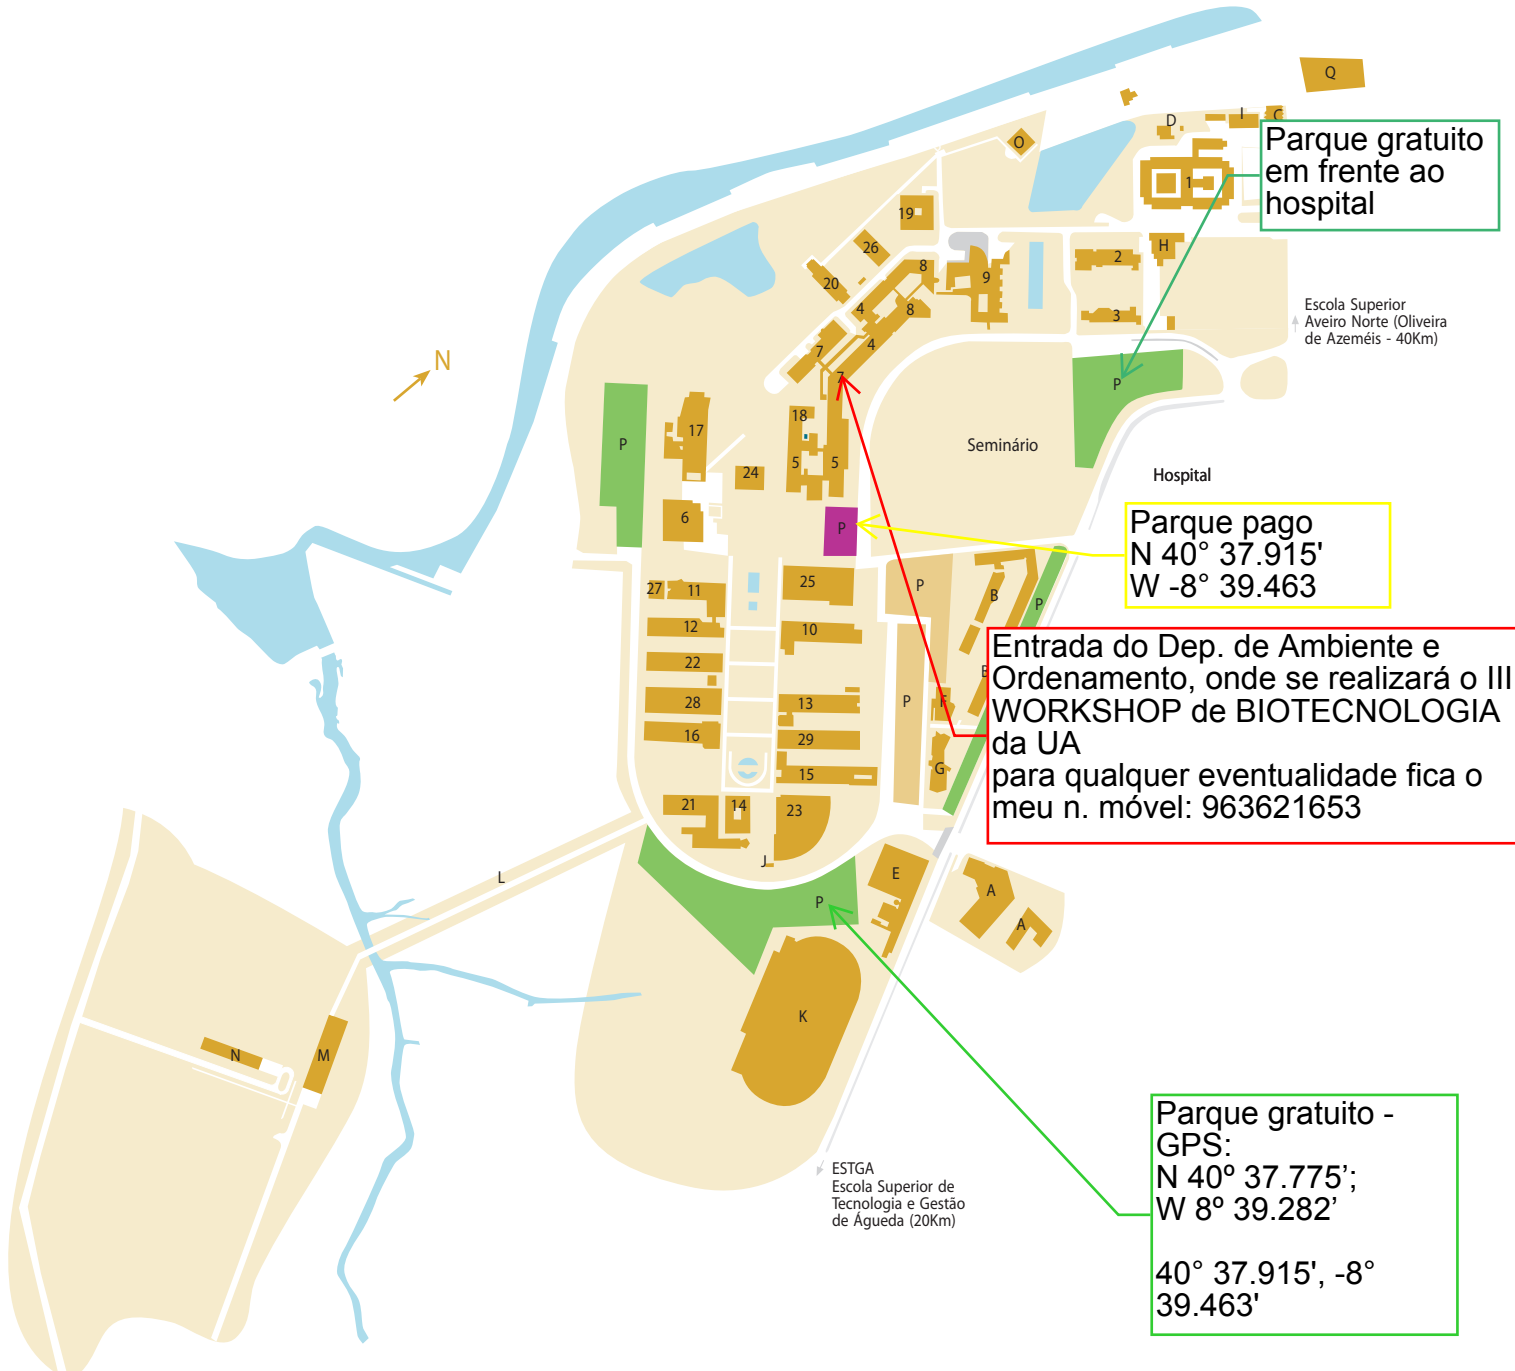 Q
D
I
C
O
Parque gratuito
em frente ao
hospital
1
19
26
8
9
2
H
20
4
8
3
7
4
7
Escola Superior
Aveiro Norte (Oliveira
de Azeméis - 40Km)
N
P
17
18
P
Seminário
5
5
24
Hospital
6
P
Parque pago
N 40° 37.915'
W -8° 39.463
27
11
25
P
B
P
12
10
22
Entrada do Dep. de Ambiente e
Ordenamento, onde se realizará o III
WORKSHOP de BIOTECNOLOGIA
da UA
para qualquer eventualidade fica o
meu n. móvel: 963621653
B
28
13
P
F
16
29
G
15
21
14
23
J
L
E
P
A
A
K
N
M
ESTGA
Escola Superior de
Tecnologia e Gestão
de Águeda (20Km)
Parque gratuito -
GPS:
N 40º 37.775’;
W 8º 39.282’
40° 37.915', -8°
39.463'